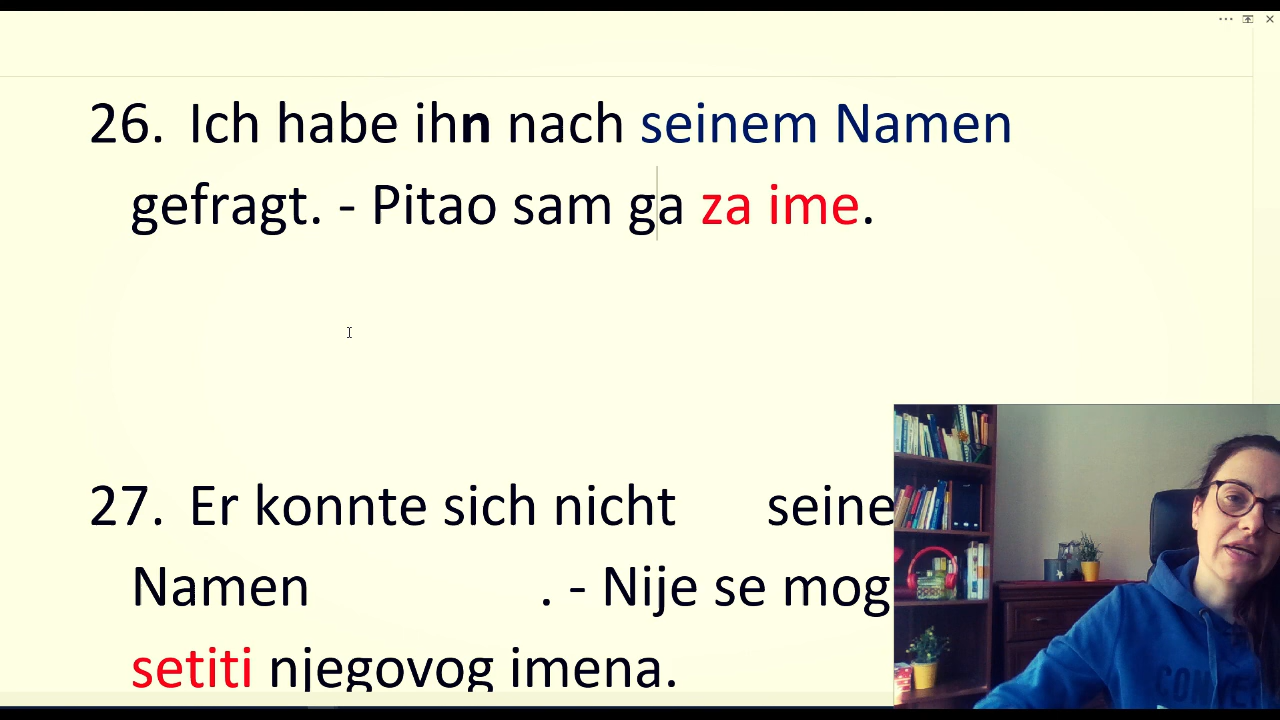 26. Ich habe ihn nach seinem Namen
gefragt. - Pitao sam ga za ime.
27. Er konnte sich nicht seine
Namen . - Nije se mog
setiti njegovog imena.